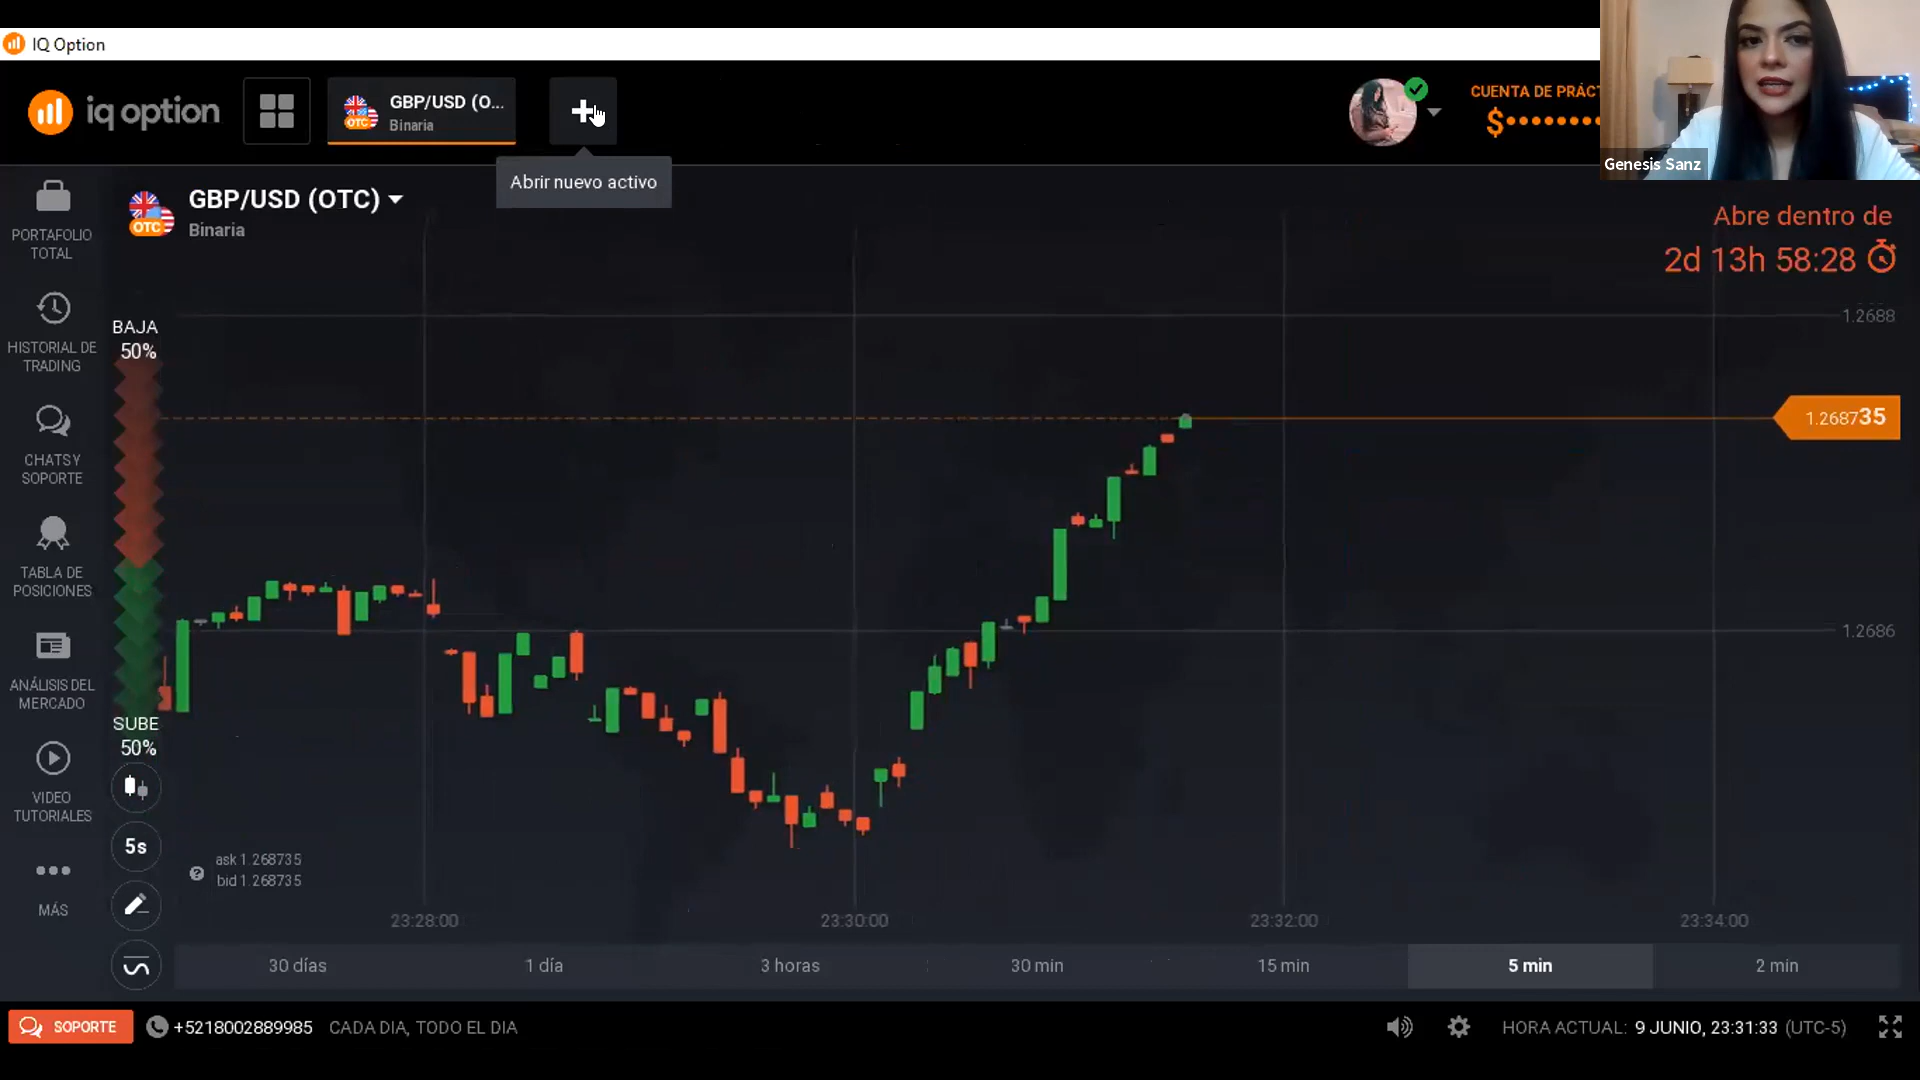 IQ Option
iq option
GBP/USD (O...
Binaria
CUENTA DE PRÁCT
$
Genesis Sanz
Abrir nuevo activo
GBP/USD (OTC)
OTC
OTC
Binaria
Abre dentro de
2d 13h 58:28
PORTAFOLIO
TOTAL
HISTORIAL DE
TRADING
CHATS Y
SOPORTE
TABLA DE
POSICIONES
ANÁLISIS DEL
MERCADO
VIDEO
TUTORIALES
MÁS
BAJA
50%
SUBE
50%
5s
1.2688
1.268735
1.2686
ask 1.268735
bid 1.268735
23:28:00
23:30:00
23:32:00
23:34:00
30 días
1 día
3 horas
30 min
15 min
5 min
2 min
SOPORTE
+5218002889985
CADA DIA, TODO EL DIA
HORA ACTUAL: 9 JUNIO, 23:31:33 (UTC-5)